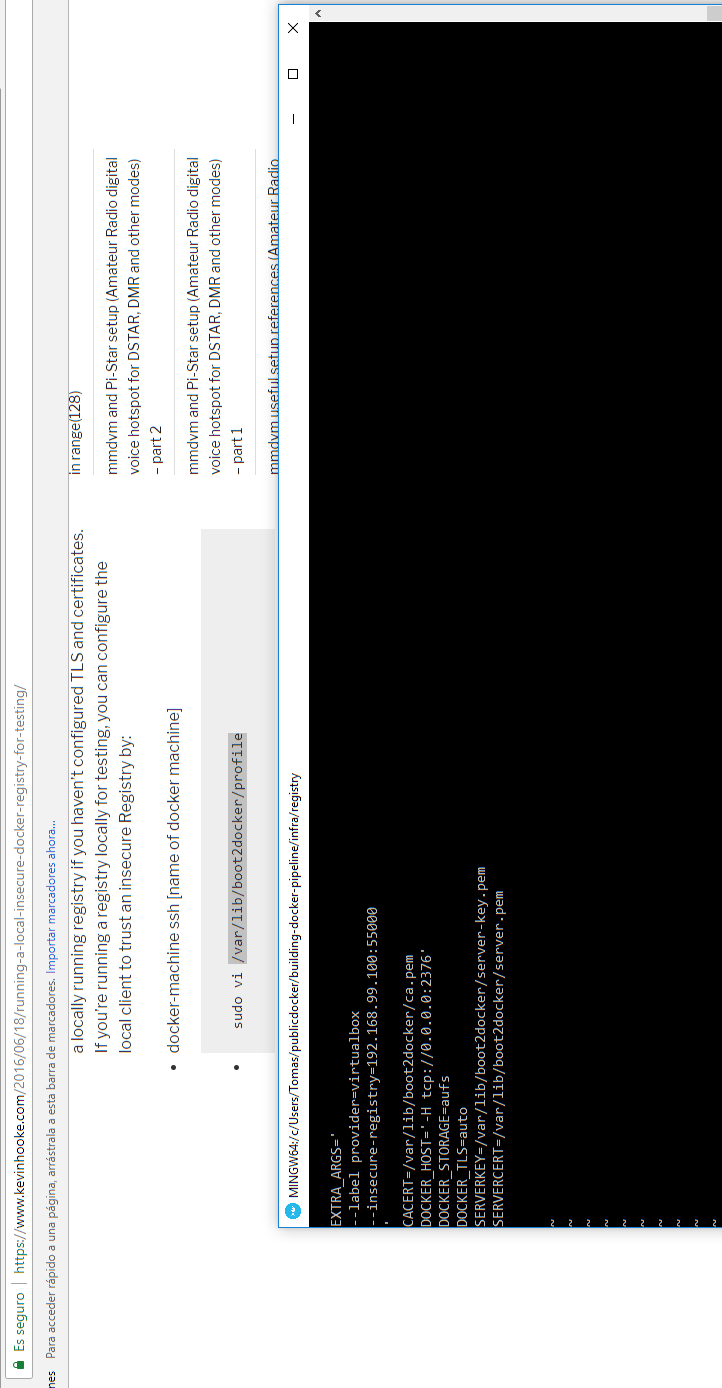 Es seguro | https://www.kevinhooke.com/2016/06/18/running-a-local-insecure-docker-registry-for-testing/
nes Para acceder rápido a una página, arrástrala a esta barra de marcadores. Importar marcadores ahora...
a locally running registry if you haven't configured TLS and certificates.
If you're running a registry locally for testing, you can configure the
local client to trust an insecure Registry by:
• docker-machine ssh [name of docker machine]
• sudo vi /var/lib/boot2docker/profile
in range(128)
mmdvm and Pi-Star setup (Amateur Radio digital
voice hotspot for DSTAR, DMR and other modes)
– part 2
mmdvm and Pi-Star setup (Amateur Radio digital
voice hotspot for DSTAR, DMR and other modes)
– part 1
mmdvm useful setup references (Amateur Radio
MINGW64:/c/Users/Tomas/publicdocker/building-docker-pipeline/infra/registry
EXTRA_ARGS='
--label provider=virtualbox
--insecure-registry=192.168.99.100:55000
'
CACERT=/var/lib/boot2docker/ca.pem
DOCKER_HOST='-H tcp://0.0.0.0:2376'
DOCKER_STORAGE=aufs
DOCKER_TLS=auto
SERVERKEY=/var/lib/boot2docker/server-key.pem
SERVERCERT=/var/lib/boot2docker/server.pem
~
~
~
~
~
~
~
~
~
~